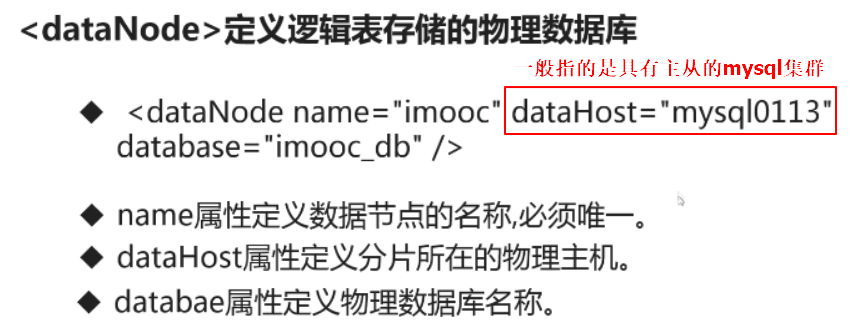 <dataNode>定义逻辑表存储的物理数据库
一般指的是具有主从的mysql集群
◆ <dataNode name="imooc" dataHost="mysql0113"
database="imooc_db" />
◆ name属性定义数据节点的名称,必须唯一。
◆ dataHost属性定义分片所在的物理主机。
◆ databae属性定义物理数据库名称。